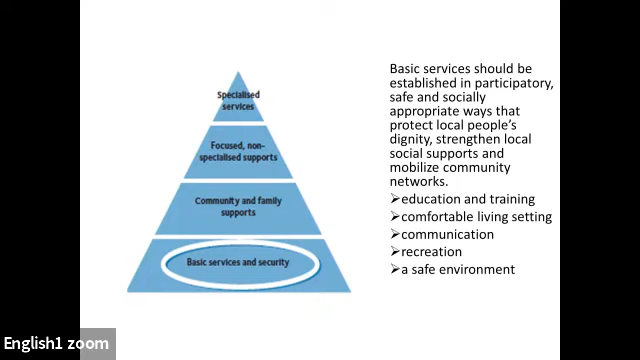 Specialised
services
Focused, non-
specialised supports
Community and family
supports
Basic services and security
Basic services should be
established in participatory,
safe and socially
appropriate ways that
protect local people's
dignity, strengthen local
social supports and
mobilize community
networks.
➢education and training
➢comfortable living setting
➢communication
➢recreation
➢a safe environment
English1 zoom